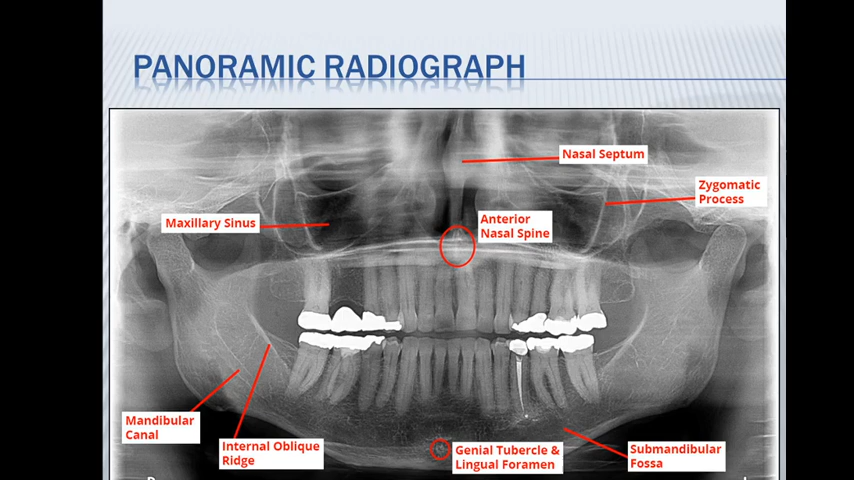 PANORAMIC RADIOGRAPH
Nasal Septum
Zygomatic
Process
Maxillary Sinus
Anterior
Nasal Spine
Mandibular
Canal
Internal Oblique
Ridge
Genial Tubercle &
Lingual Foramen
Submandibular
Fossa